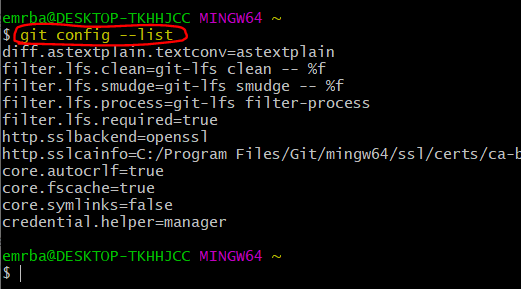 emrba@DESKTOP-TKHHJCC MINGW64 ~
$ git config --list
diff.astextplain.textconv=astextplain
filter.lfs.clean=git-lfs clean -- %f
filter.lfs.smudge=git-lfs smudge -- %f
filter.lfs.process=git-lfs filter-process
filter.lfs.required=true
http.sslbackend=openssl
http.sslcainfo=C:/Program Files/Git/mingw64/ssl/certs/ca-b
core.autocrlf=true
core.fscache=true
core.symlinks=false
credential.helper=manager
emrba@DESKTOP-TKHHJCC MINGW64 ~
$